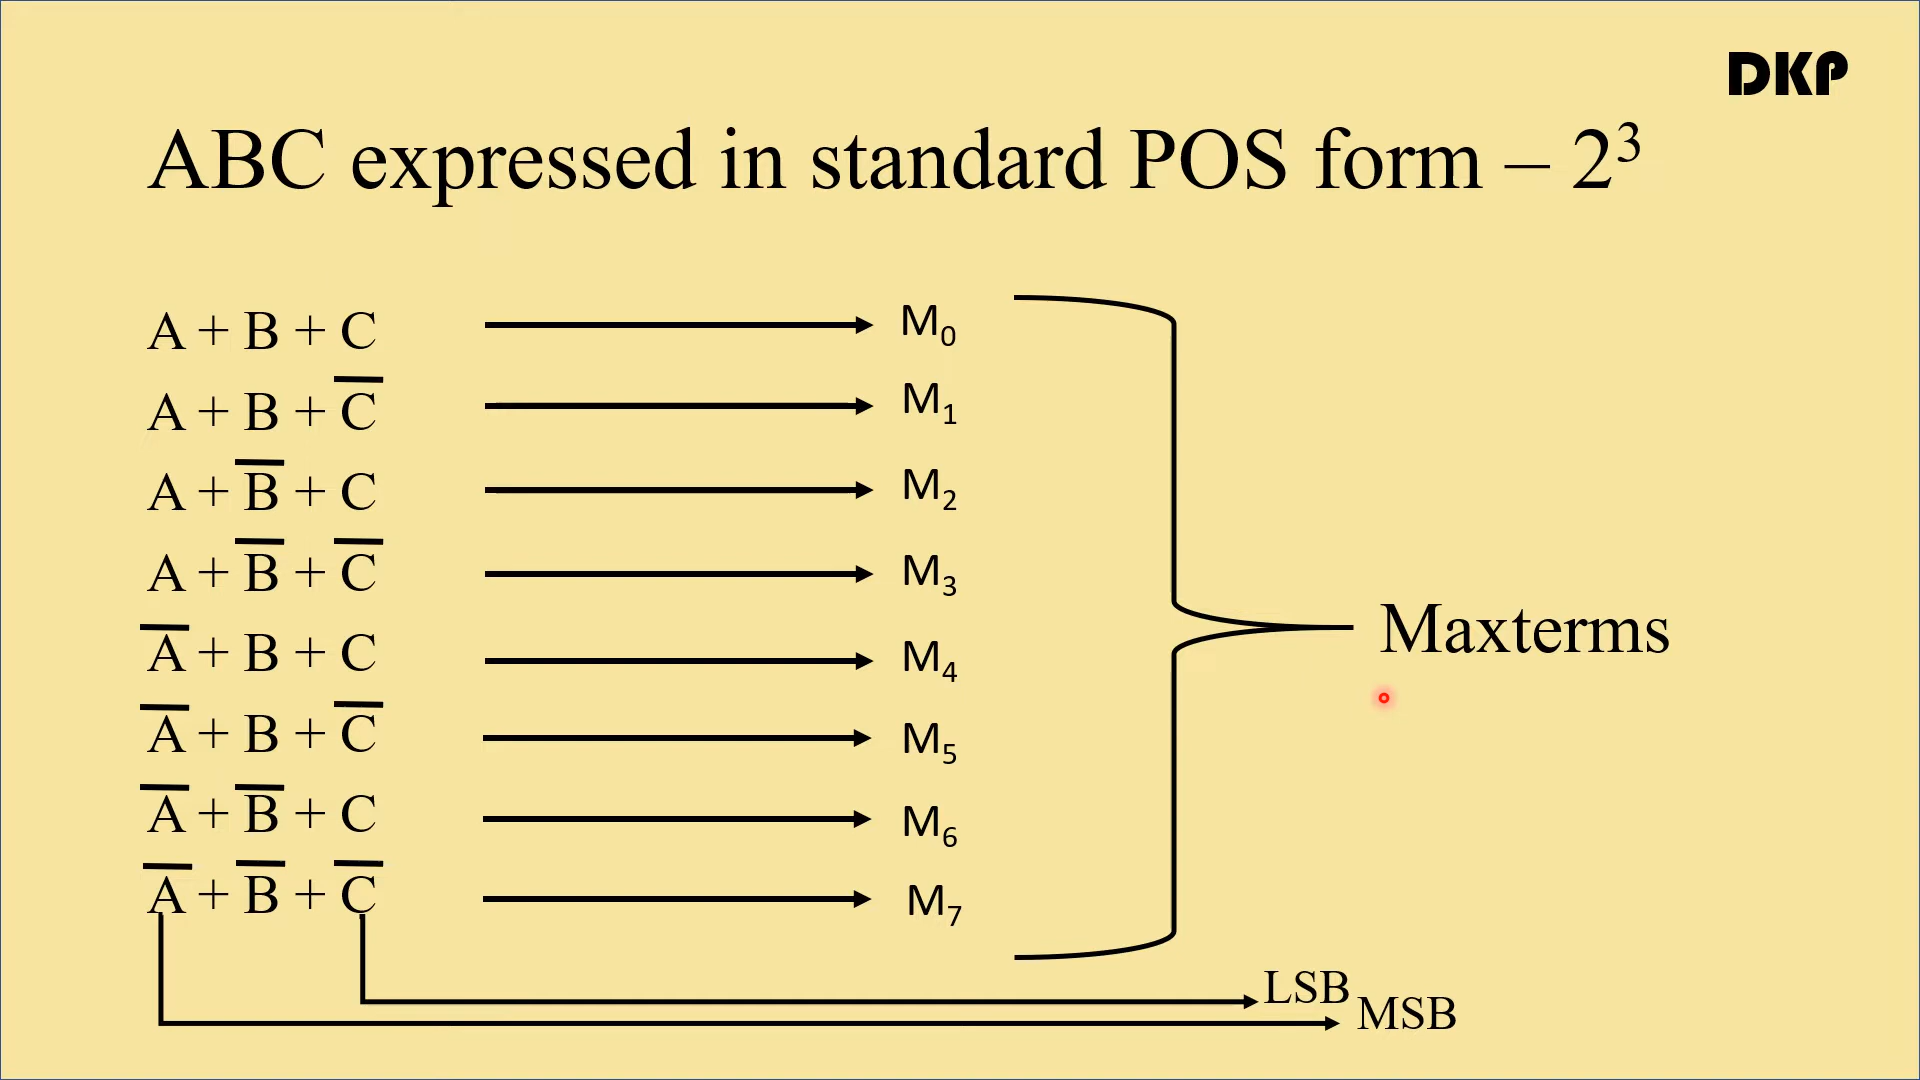 DKP
ABC expressed in standard POS form – 2³
A + B + C M₀
A + B + C̅ M₁
A + B̅ + C M₂
A + B̅ + C̅ M₃
A̅ + B + C M₄
A̅ + B + C̅ M₅
A̅ + B̅ + C M₆
A̅ + B̅ + C̅ M₇
Maxterms
LSB
MSB